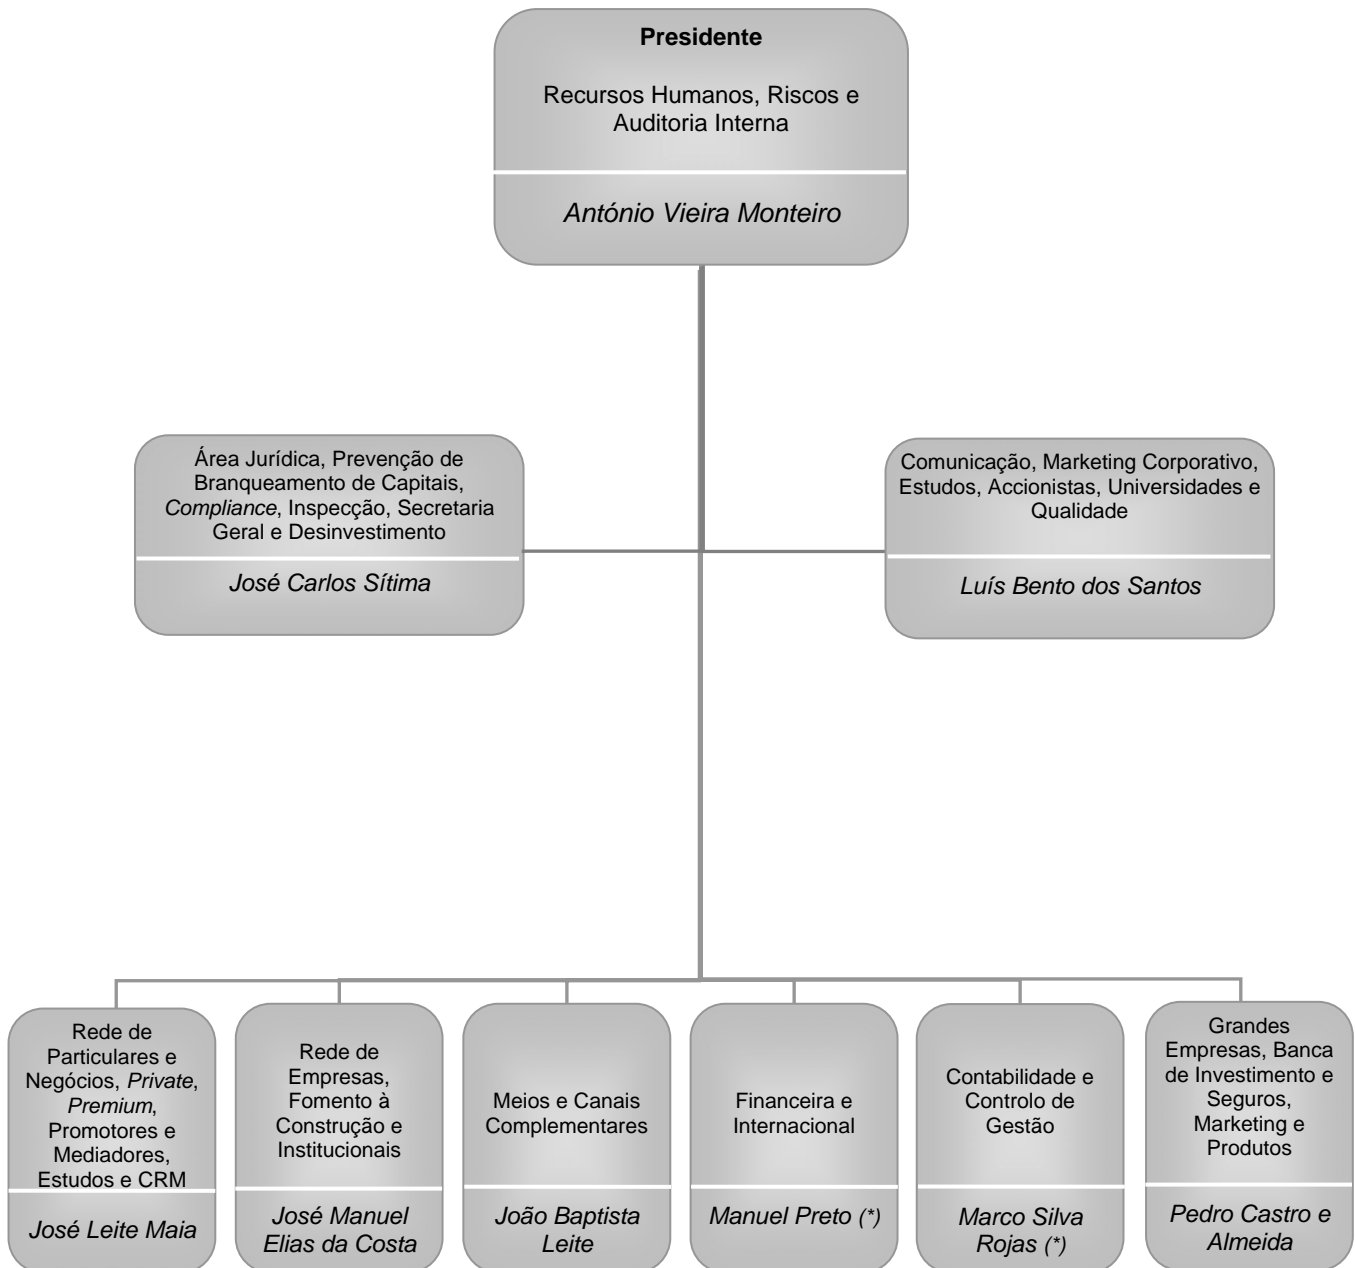 Presidente
Recursos Humanos, Riscos e
Auditoria Interna
António Vieira Monteiro
Área Jurídica, Prevenção de
Branqueamento de Capitais,
Compliance, Inspecção, Secretaria
Geral e Desinvestimento
José Carlos Sítima
Comunicação, Marketing Corporativo,
Estudos, Accionistas, Universidades e
Qualidade
Luís Bento dos Santos
Rede de
Particulares e
Negócios, Private,
Premium,
Promotores e
Mediadores,
Estudos e CRM
José Leite Maia
Rede de
Empresas,
Fomento à
Construção e
Institucionais
José Manuel
Elias da Costa
Meios e Canais
Complementares
João Baptista
Leite
Financeira e
Internacional
Manuel Preto (*)
Contabilidade e
Controlo de
Gestão
Marco Silva
Rojas (*)
Grandes
Empresas, Banca
de Investimento e
Seguros,
Marketing e
Produtos
Pedro Castro e
Almeida